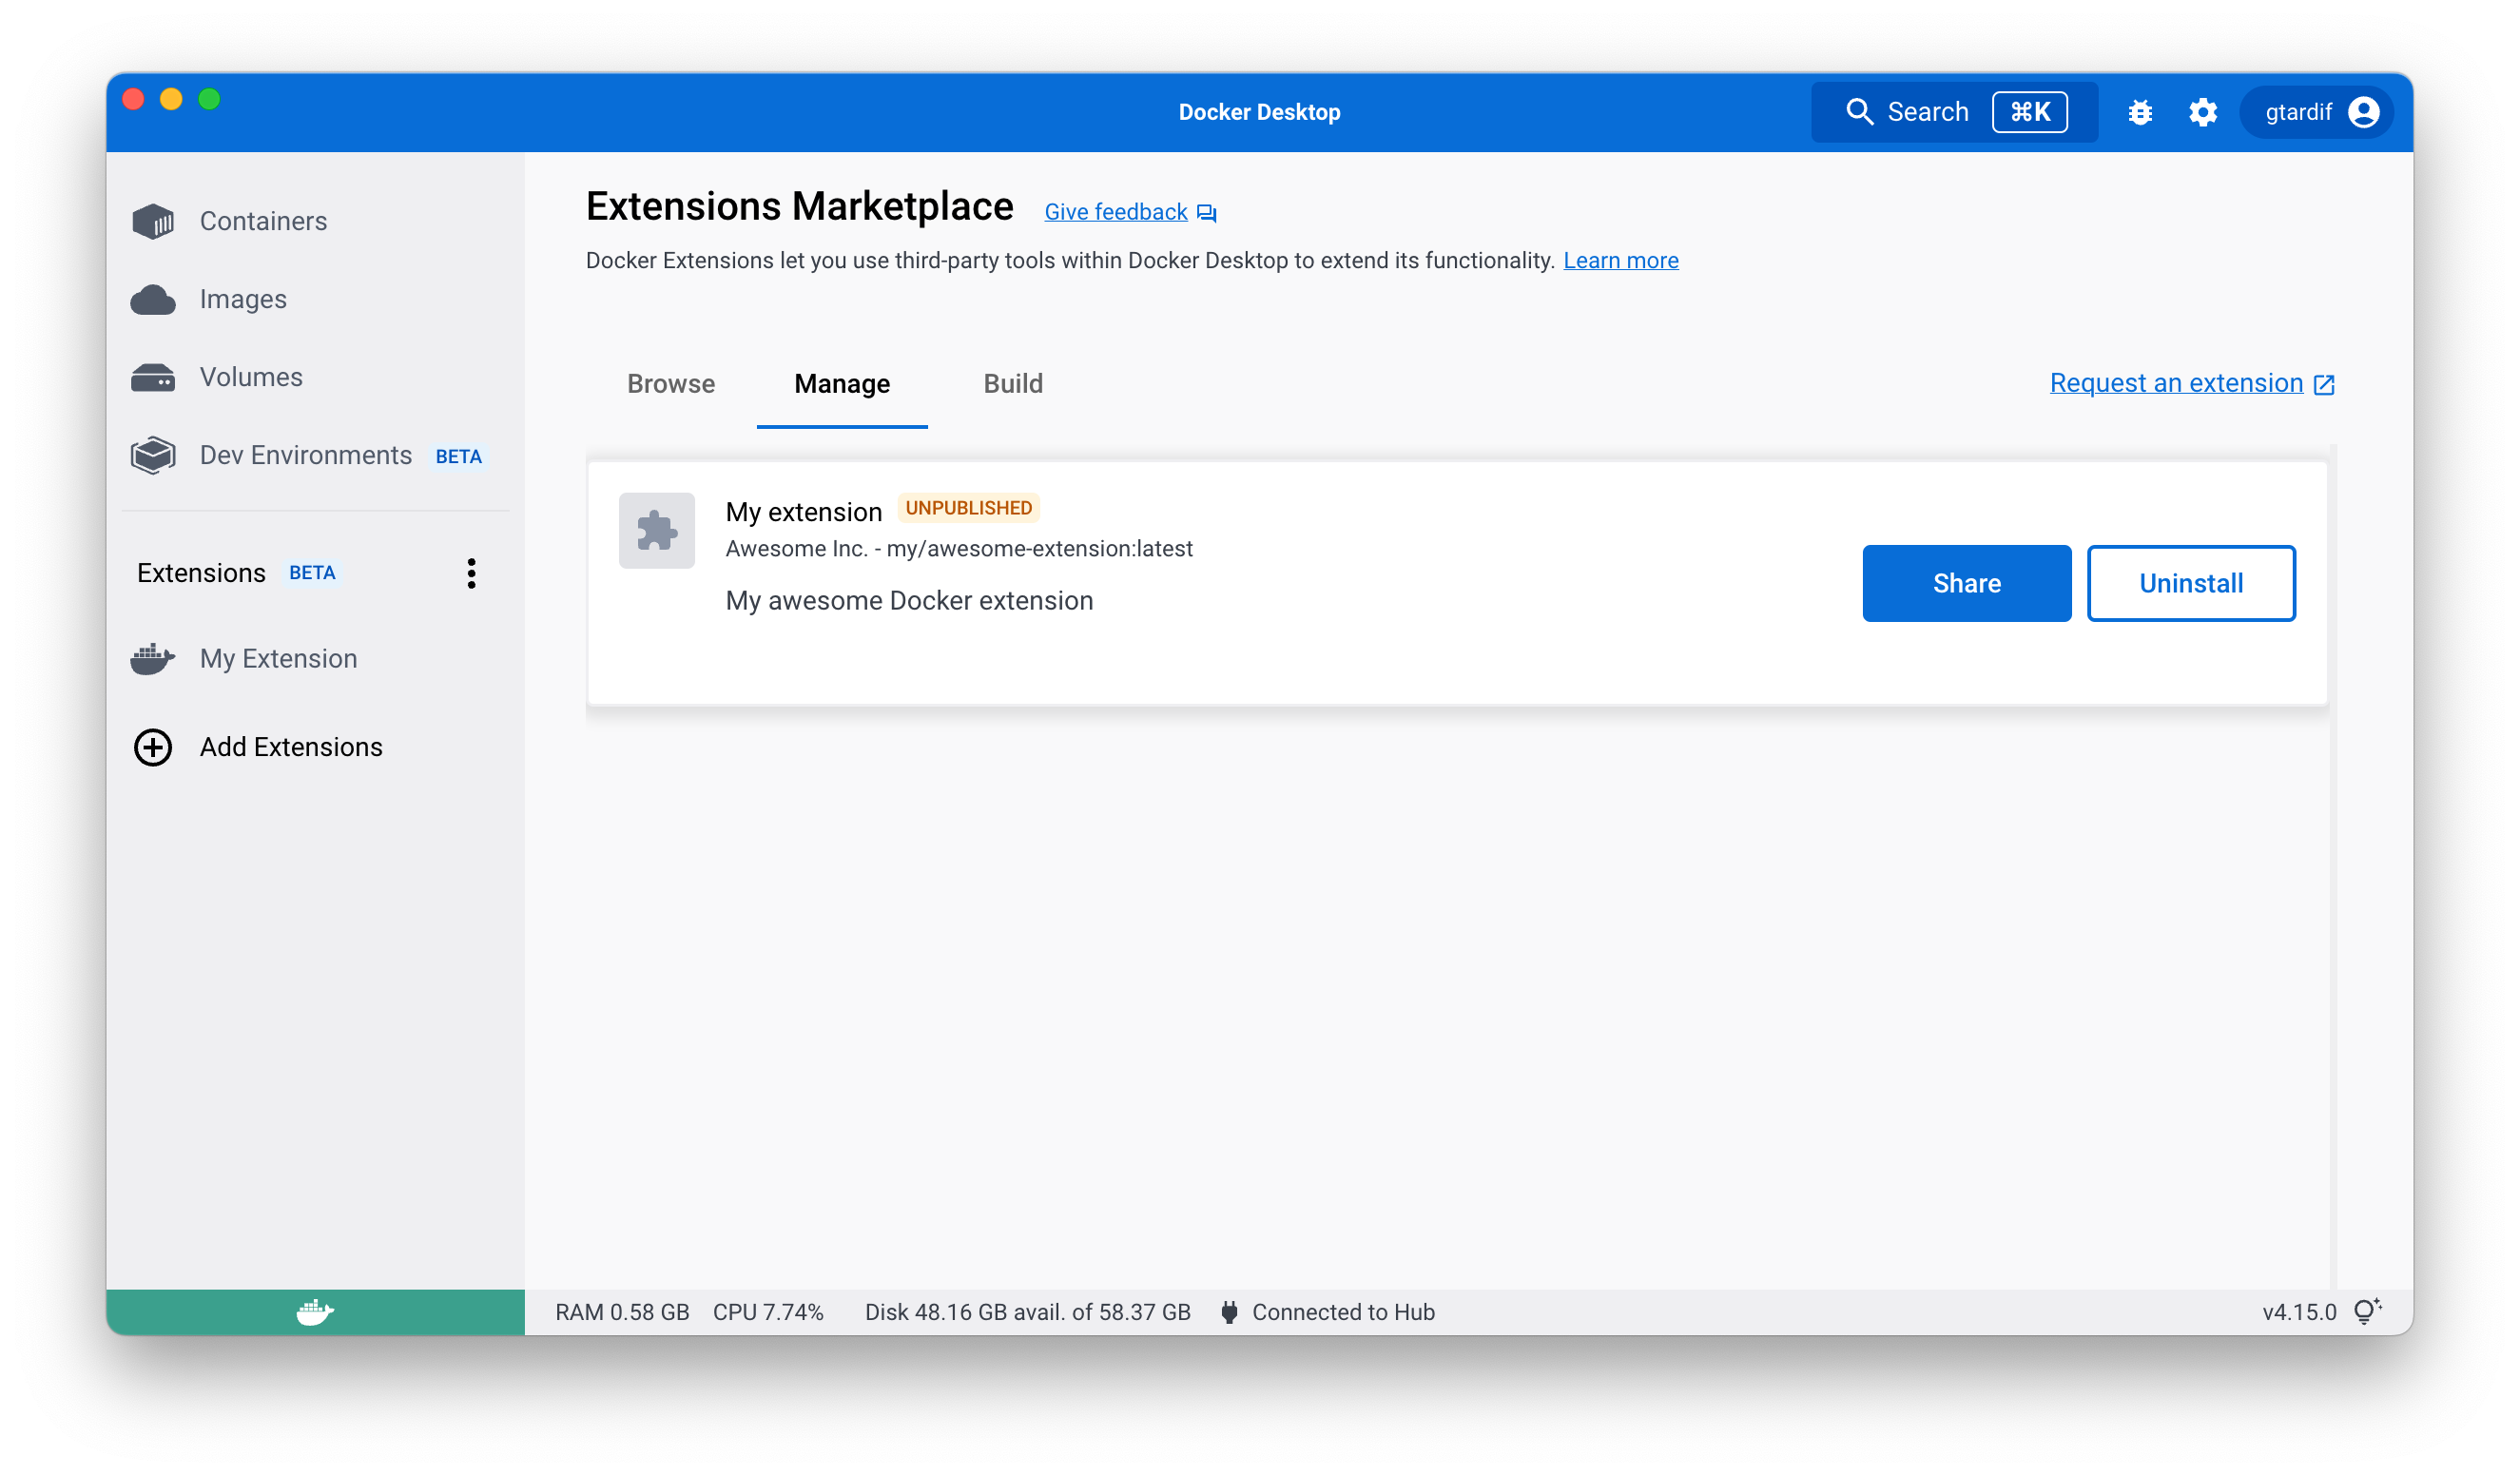 Docker Desktop
Search ⌘K
gtardif
Containers
Images
Volumes
Dev Environments BETA
Extensions BETA
My Extension
Add Extensions
Extensions Marketplace Give feedback
Docker Extensions let you use third-party tools within Docker Desktop to extend its functionality. Learn more
Browse Manage Build Request an extension
My extension UNPUBLISHED
Awesome Inc. - my/awesome-extension:latest
My awesome Docker extension
Share Uninstall
RAM 0.58 GB CPU 7.74% Disk 48.16 GB avail. of 58.37 GB Connected to Hub v4.15.0